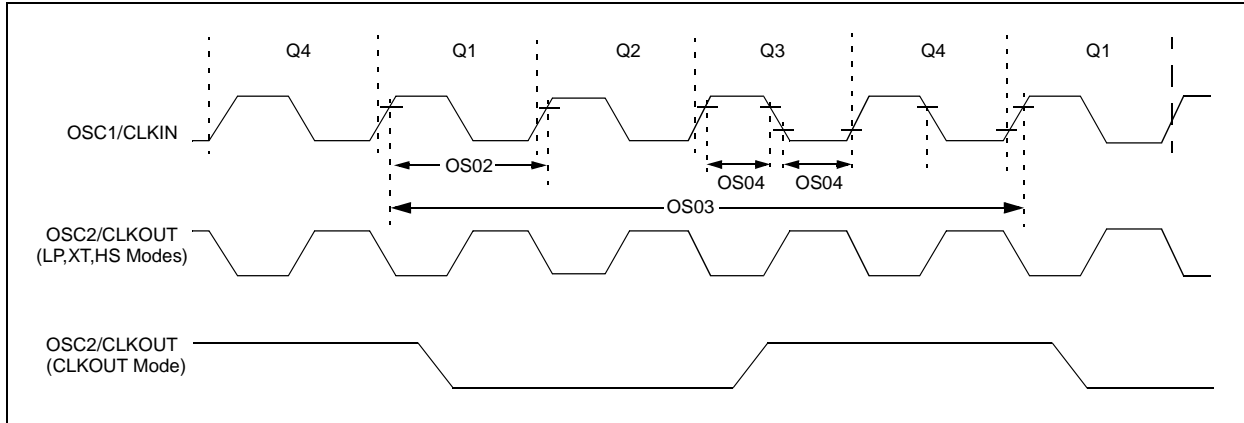 Q4 Q1 Q2 Q3 Q4 Q1
OSC1/CLKIN
OS02
OS04 OS04
OS03
OSC2/CLKOUT
(LP,XT,HS Modes)
OSC2/CLKOUT
(CLKOUT Mode)